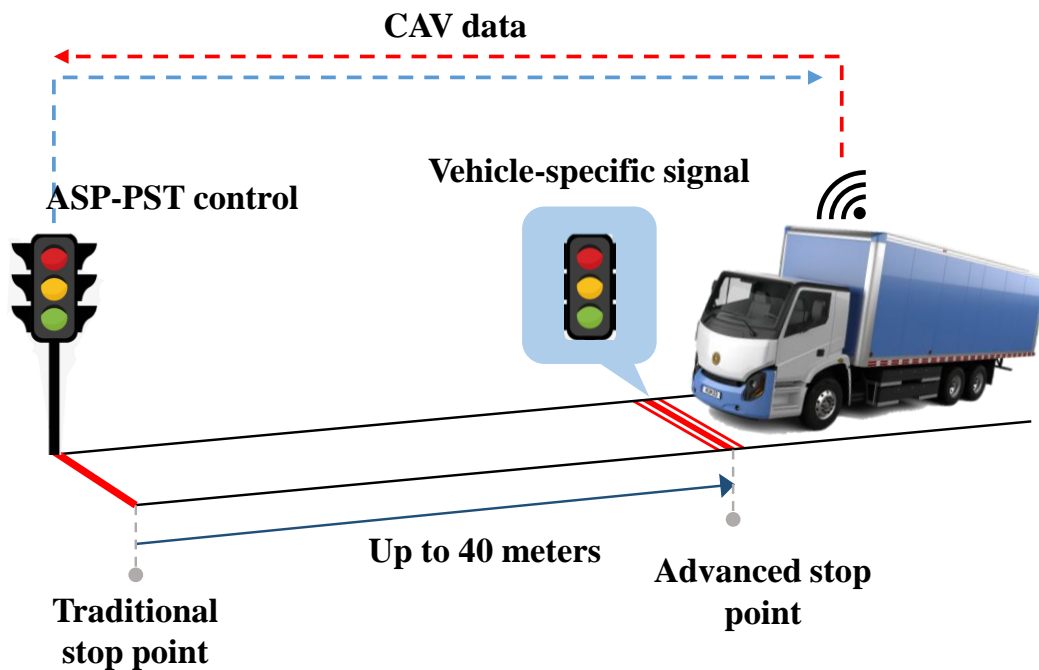 CAV data
Vehicle-specific signal
ASP-PST control
Up to 40 meters
Advanced stop
point
Traditional
stop point